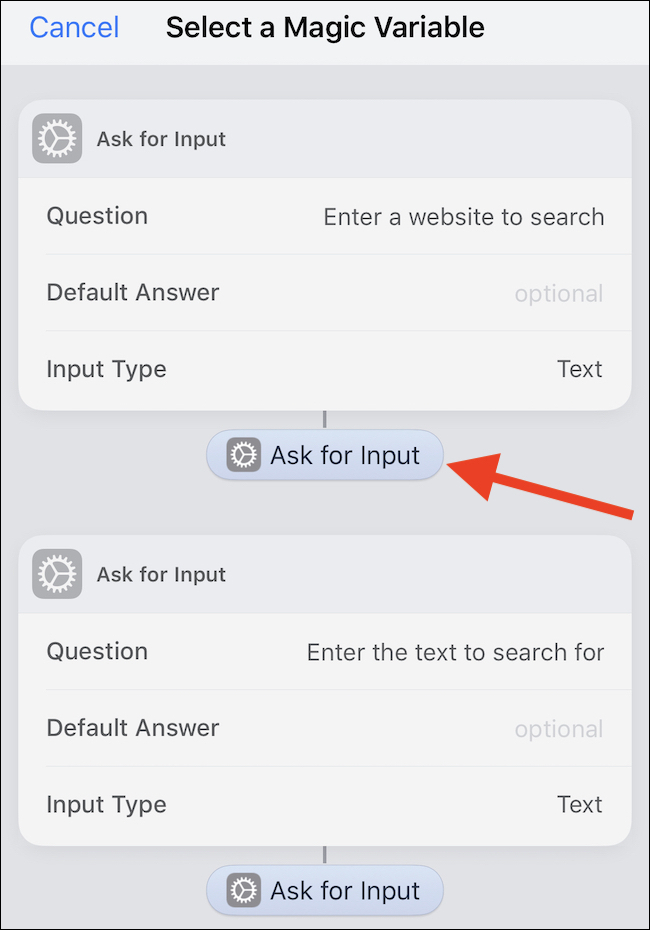 Cancel Select a Magic Variable
Ask for Input
Question Enter a website to search
Default Answer optional
Input Type Text
Ask for Input
Ask for Input
Question Enter the text to search for
Default Answer optional
Input Type Text
Ask for Input